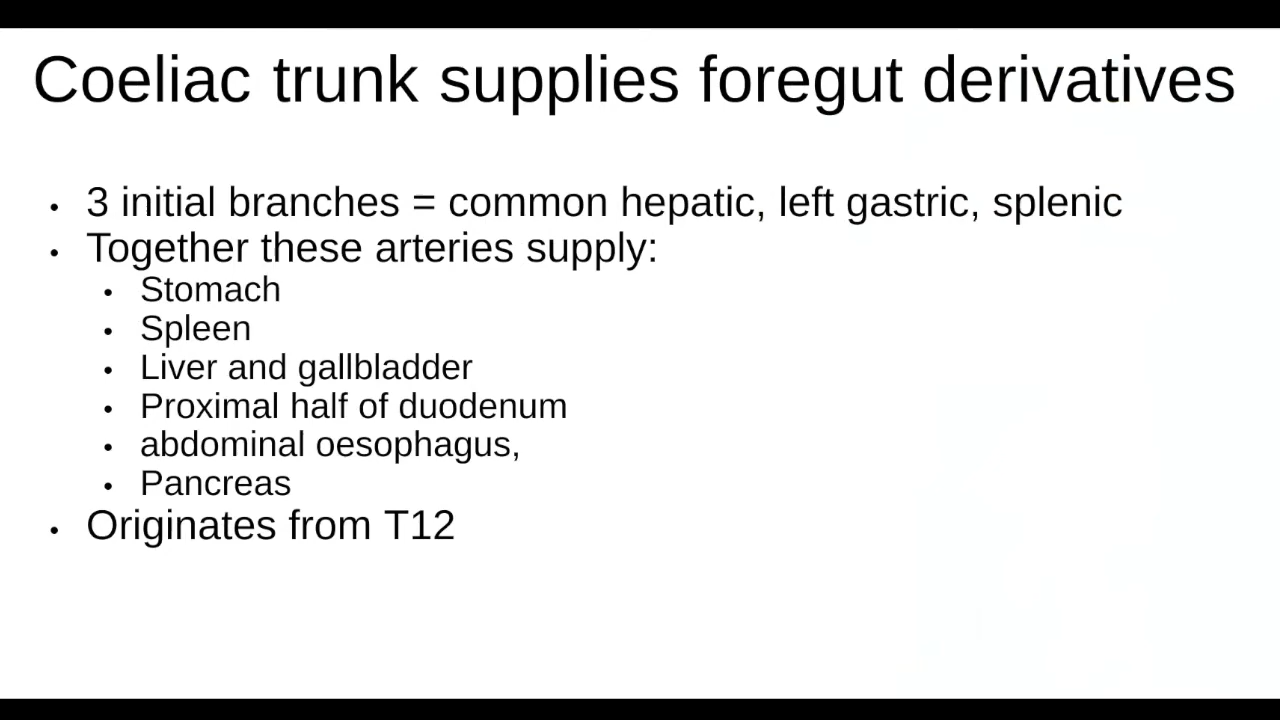 Coeliac trunk supplies foregut derivatives
• 3 initial branches = common hepatic, left gastric, splenic
• Together these arteries supply:
• Stomach
• Spleen
• Liver and gallbladder
• Proximal half of duodenum
• abdominal oesophagus,
• Pancreas
• Originates from T12